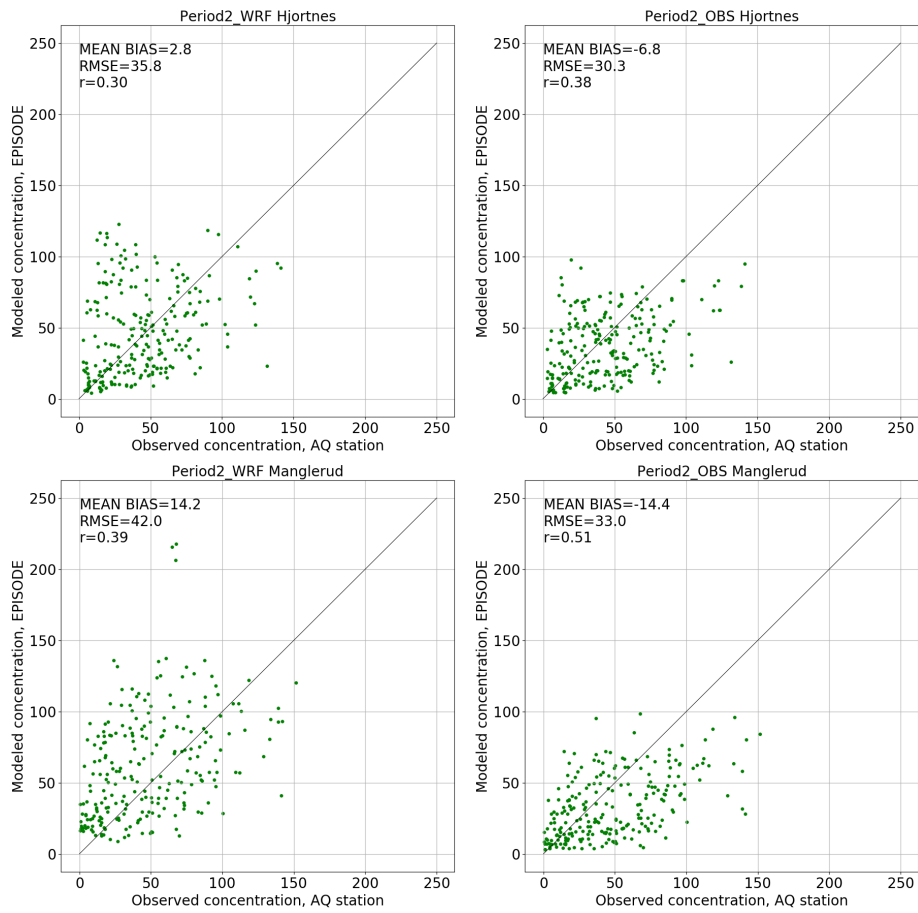 Period2_WRF Hjortnes
MEAN BIAS=2.8
RMSE=35.8
r=0.30
250
200
150
100
50
0
Modeled concentration, EPISODE
0 50 100 150 200 250
Observed concentration, AQ station
Period2_OBS Hjortnes
MEAN BIAS=-6.8
RMSE=30.3
r=0.38
250
200
150
100
50
0
Modeled concentration, EPISODE
0 50 100 150 200 250
Observed concentration, AQ station
Period2_WRF Manglerud
MEAN BIAS=14.2
RMSE=42.0
r=0.39
250
200
150
100
50
0
Modeled concentration, EPISODE
0 50 100 150 200 250
Observed concentration, AQ station
Period2_OBS Manglerud
MEAN BIAS=-14.4
RMSE=33.0
r=0.51
250
200
150
100
50
0
Modeled concentration, EPISODE
0 50 100 150 200 250
Observed concentration, AQ station